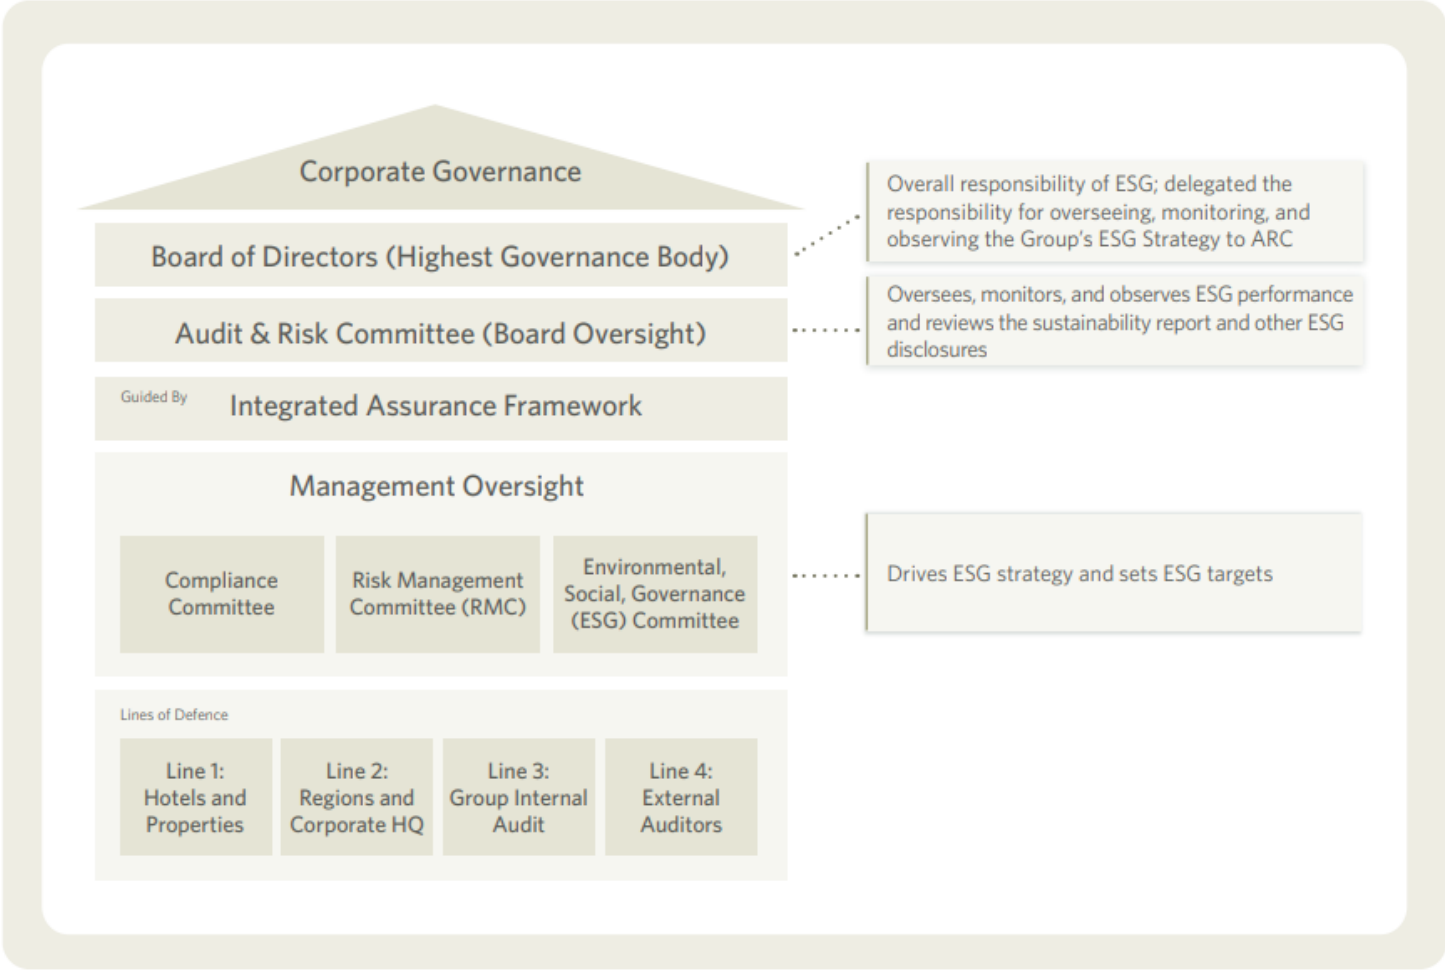 Corporate Governance
Board of Directors (Highest Governance Body)
Overall responsibility of ESG; delegated the
responsibility for overseeing, monitoring, and
observing the Group's ESG Strategy to ARC
Audit & Risk Committee (Board Oversight)
Oversees, monitors, and observes ESG performance
and reviews the sustainability report and other ESG
disclosures
Guided By Integrated Assurance Framework
Management Oversight
Compliance
Committee
Risk Management
Committee (RMC)
Environmental,
Social, Governance
(ESG) Committee
Drives ESG strategy and sets ESG targets
Lines of Defence
Line 1:
Hotels and
Properties
Line 2:
Regions and
Corporate HQ
Line 3:
Group Internal
Audit
Line 4:
External
Auditors